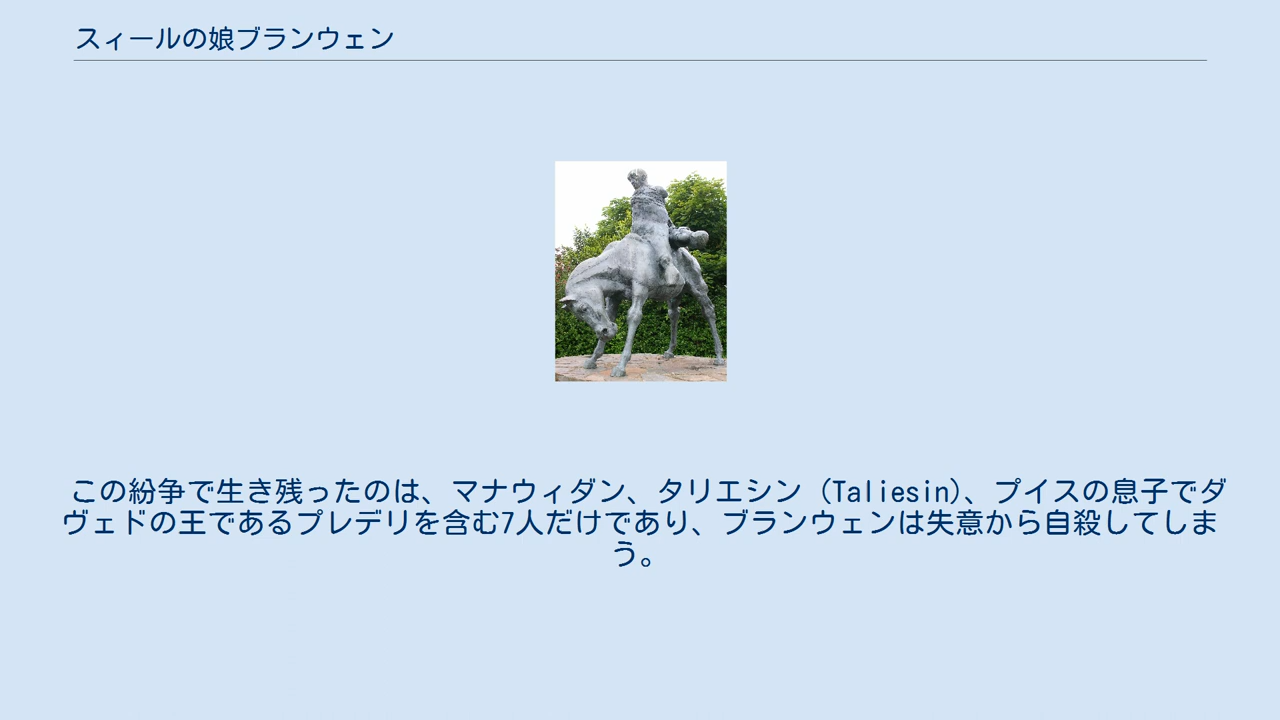 スィールの娘ブランウェン
この紛争で生き残ったのは、マナウィダン、タリエシン（Taliesin)、プイスの息子でダ
ヴェドの王であるプレデリを含む7人だけであり、ブランウェンは失意から自殺してしま
う。